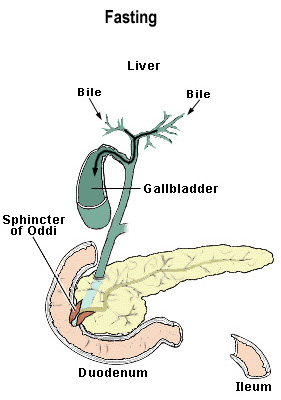 Fasting
Liver
Bile
Bile
Gallbladder
Sphincter
of Oddi
Duodenum
Ileum